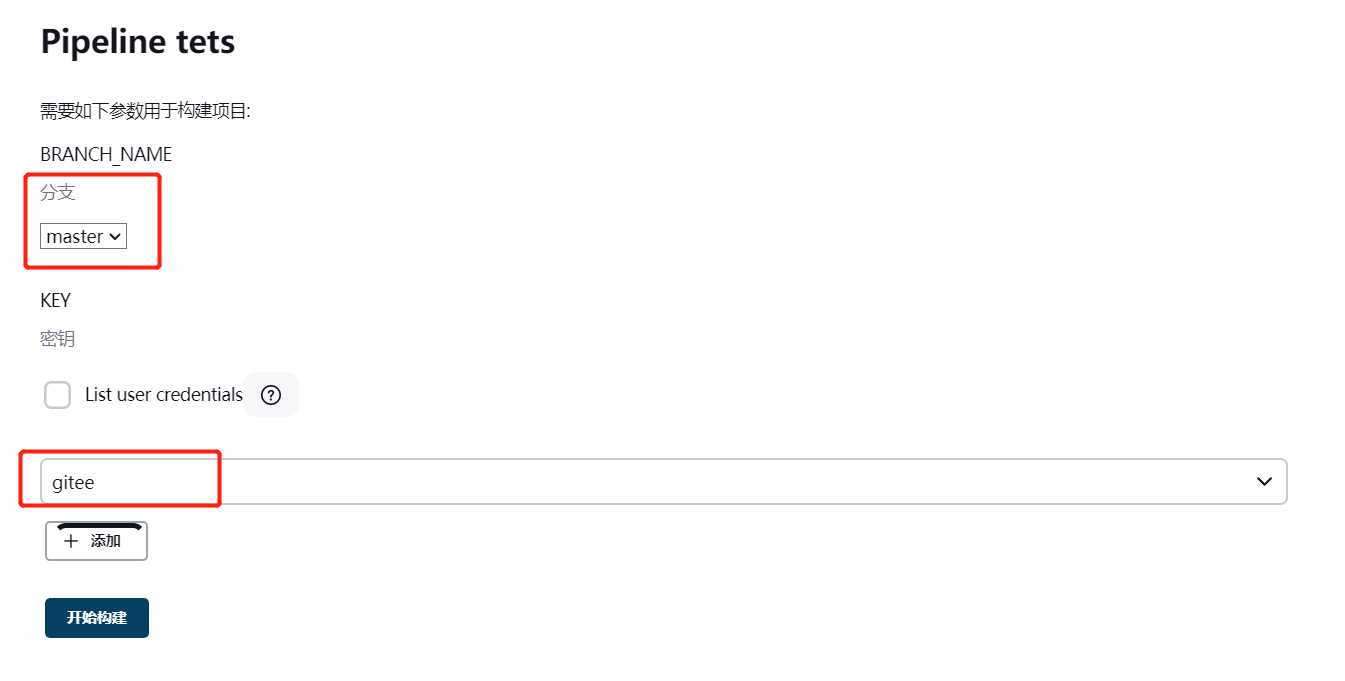 Pipeline tets
需要如下参数用于构建项目:
BRANCH_NAME
分支
master
KEY
密钥
List user credentials ?
gitee
+ 添加
开始构建